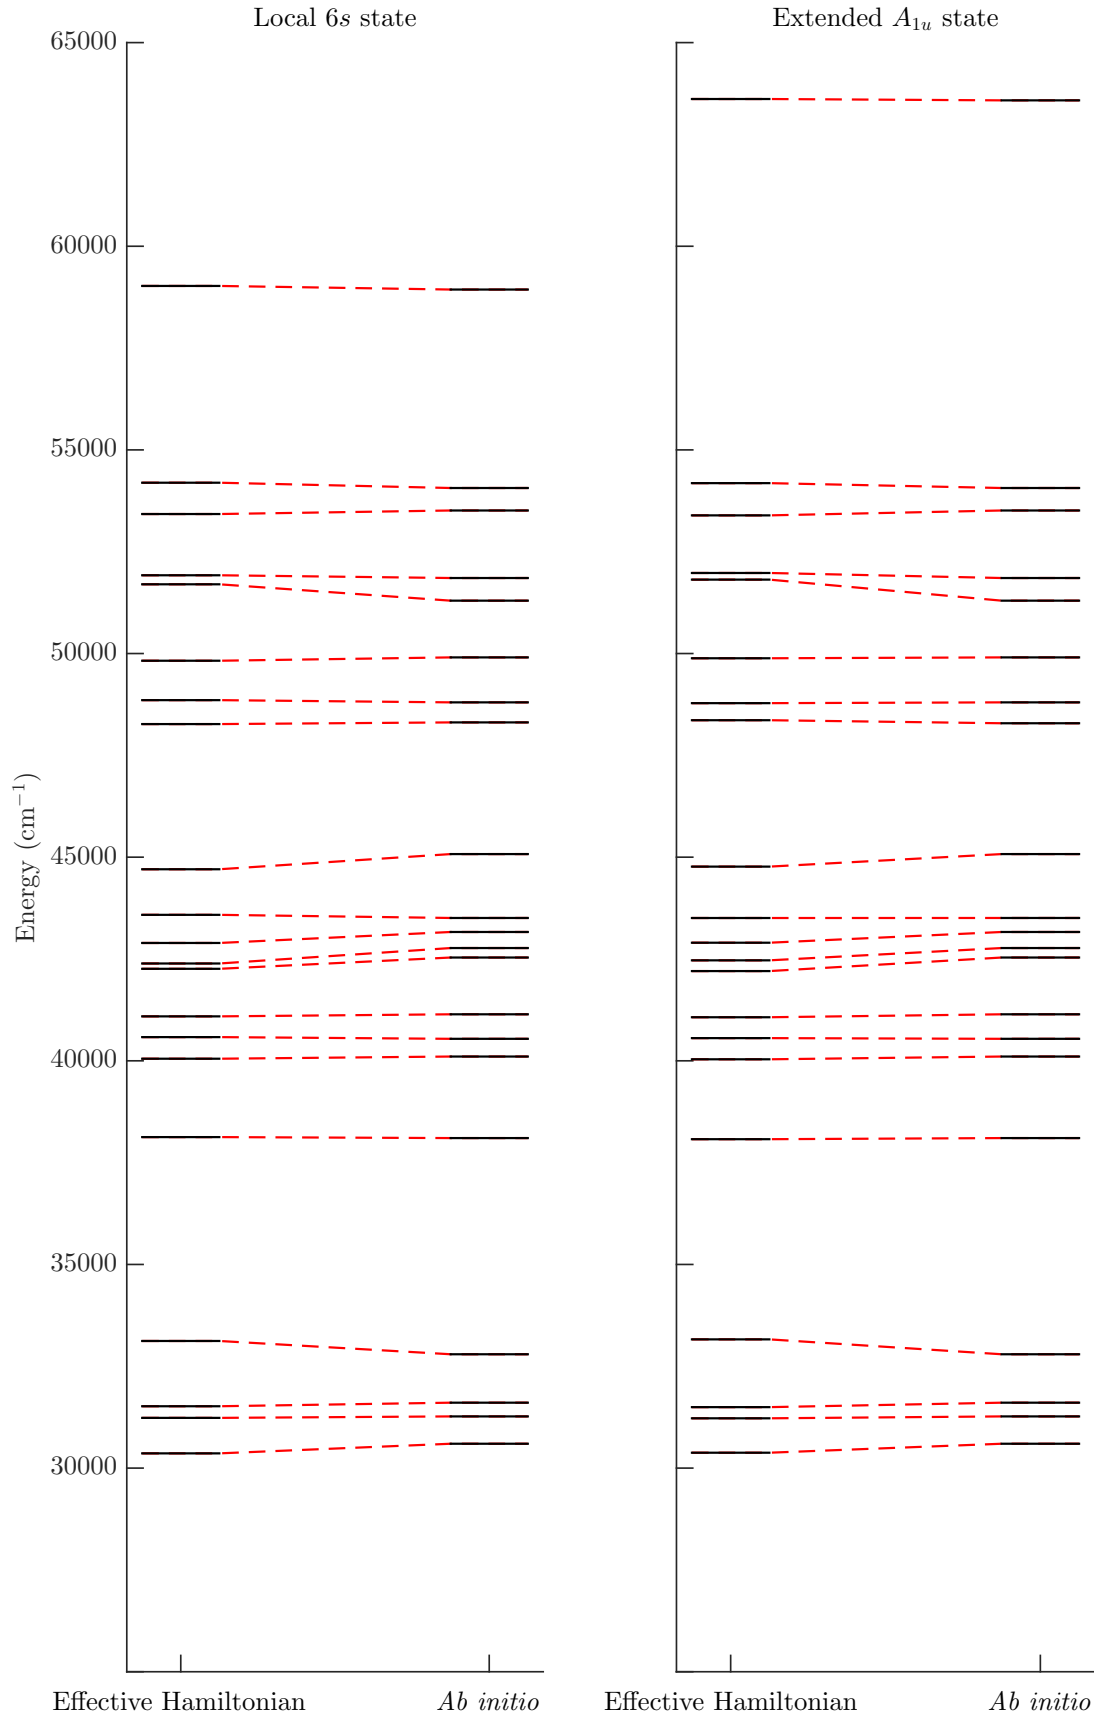 Local 6s state
Extended A₁ᵤ state
65000
60000
55000
50000
45000
40000
35000
30000
Energy (cm⁻¹)
Effective Hamiltonian
Ab initio
Effective Hamiltonian
Ab initio